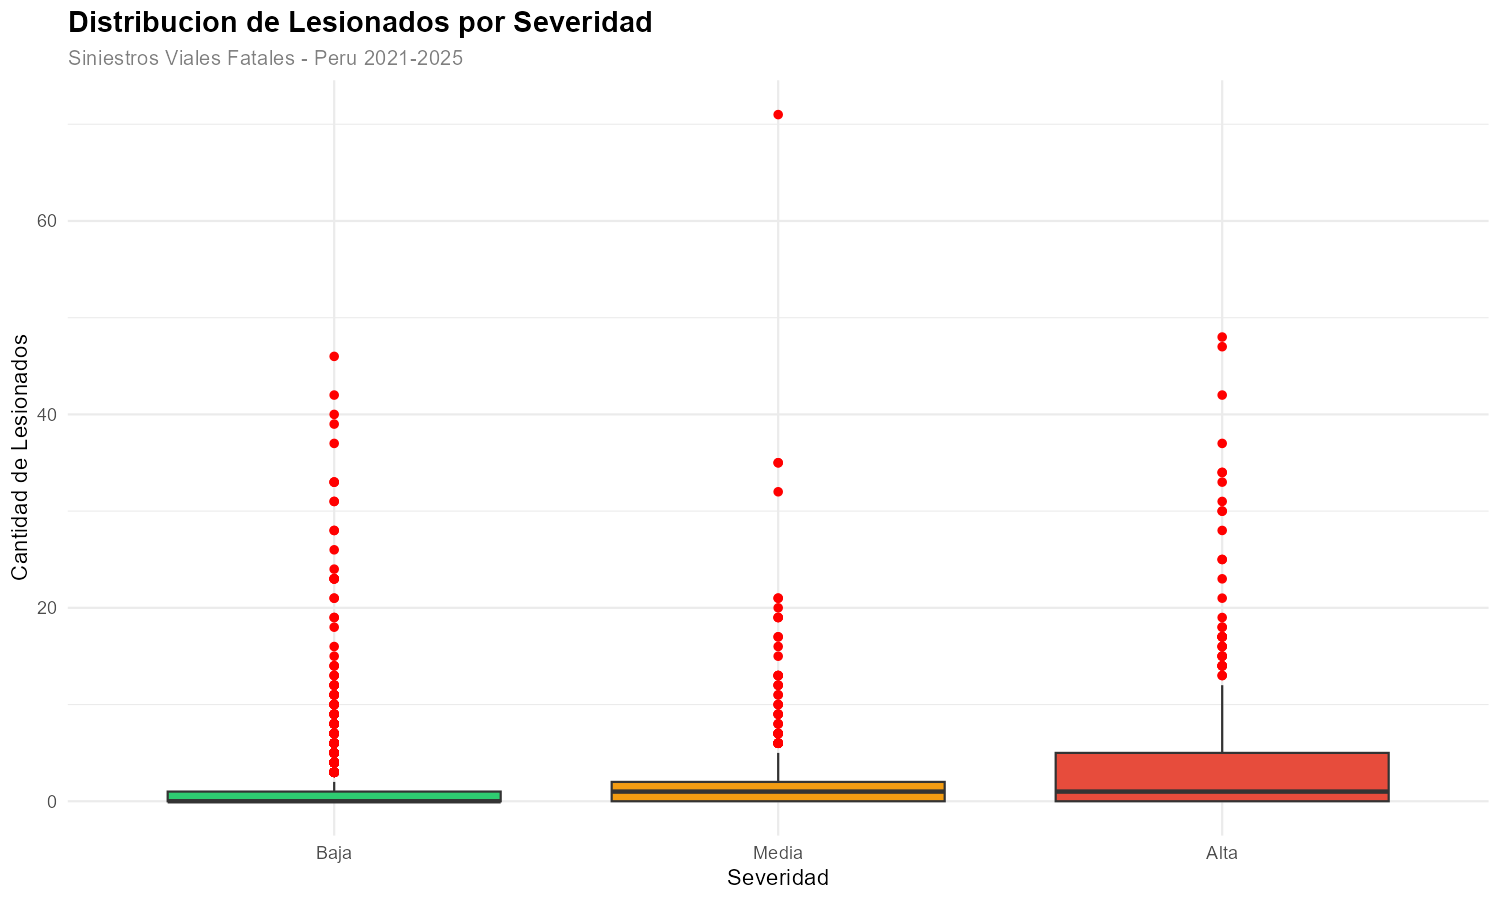 Distribucion de Lesionados por Severidad
Siniestros Viales Fatales - Peru 2021-2025
Cantidad de Lesionados
60
40
20
0
Baja
Media
Alta
Severidad